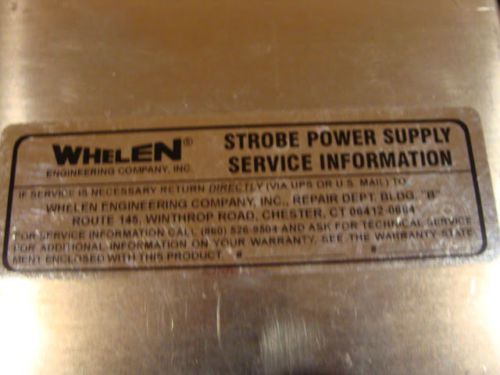 WHELEN® STROBE POWER SUPPLY
ENGINEERING COMPANY, INC. SERVICE INFORMATION
IF SERVICE IS NECESSARY RETURN DIRECTLY (VIA UPS OR U.S. MAIL) TO
WHELEN ENGINEERING COMPANY, INC., REPAIR DEPT. BLDG. "B"
ROUTE 145, WINTHROP ROAD, CHESTER, CT 06412-0684
FOR SERVICE INFORMATION CALL (860) 526-9504 AND ASK FOR TECHNICAL SERVICE
FOR ADDITIONAL INFORMATION ON YOUR WARRANTY, SEE THE WARRANTY STATE-
MENT ENCLOSED WITH THIS PRODUCT. # #